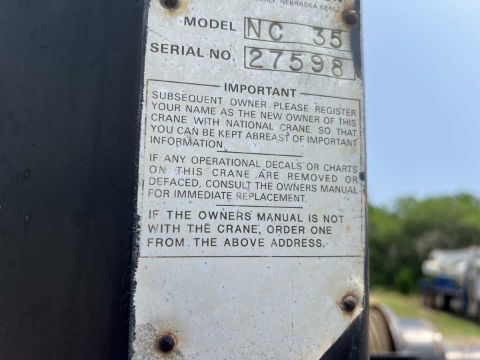 NEBRASKA 684
MODEL NC 35
SERIAL NO. 27598
IMPORTANT
SUBSEQUENT OWNER PLEASE REGISTER
YOUR NAME AS THE NEW OWNER OF THIS
CRANE WITH NATIONAL CRANE. SO THAT
YOU CAN BE KEPT ABREAST OF IMPORTANT
INFORMATION.
IF ANY OPERATIONAL DECALS OR CHARTS
ON THIS CRANE ARE REMOVED OR
DEFACED, CONSULT THE OWNERS MANUAL
FOR IMMEDIATE REPLACEMENT.
IF THE OWNERS MANUAL IS NOT
WITH THE CRANE, ORDER ONE
FROM THE ABOVE ADDRESS.